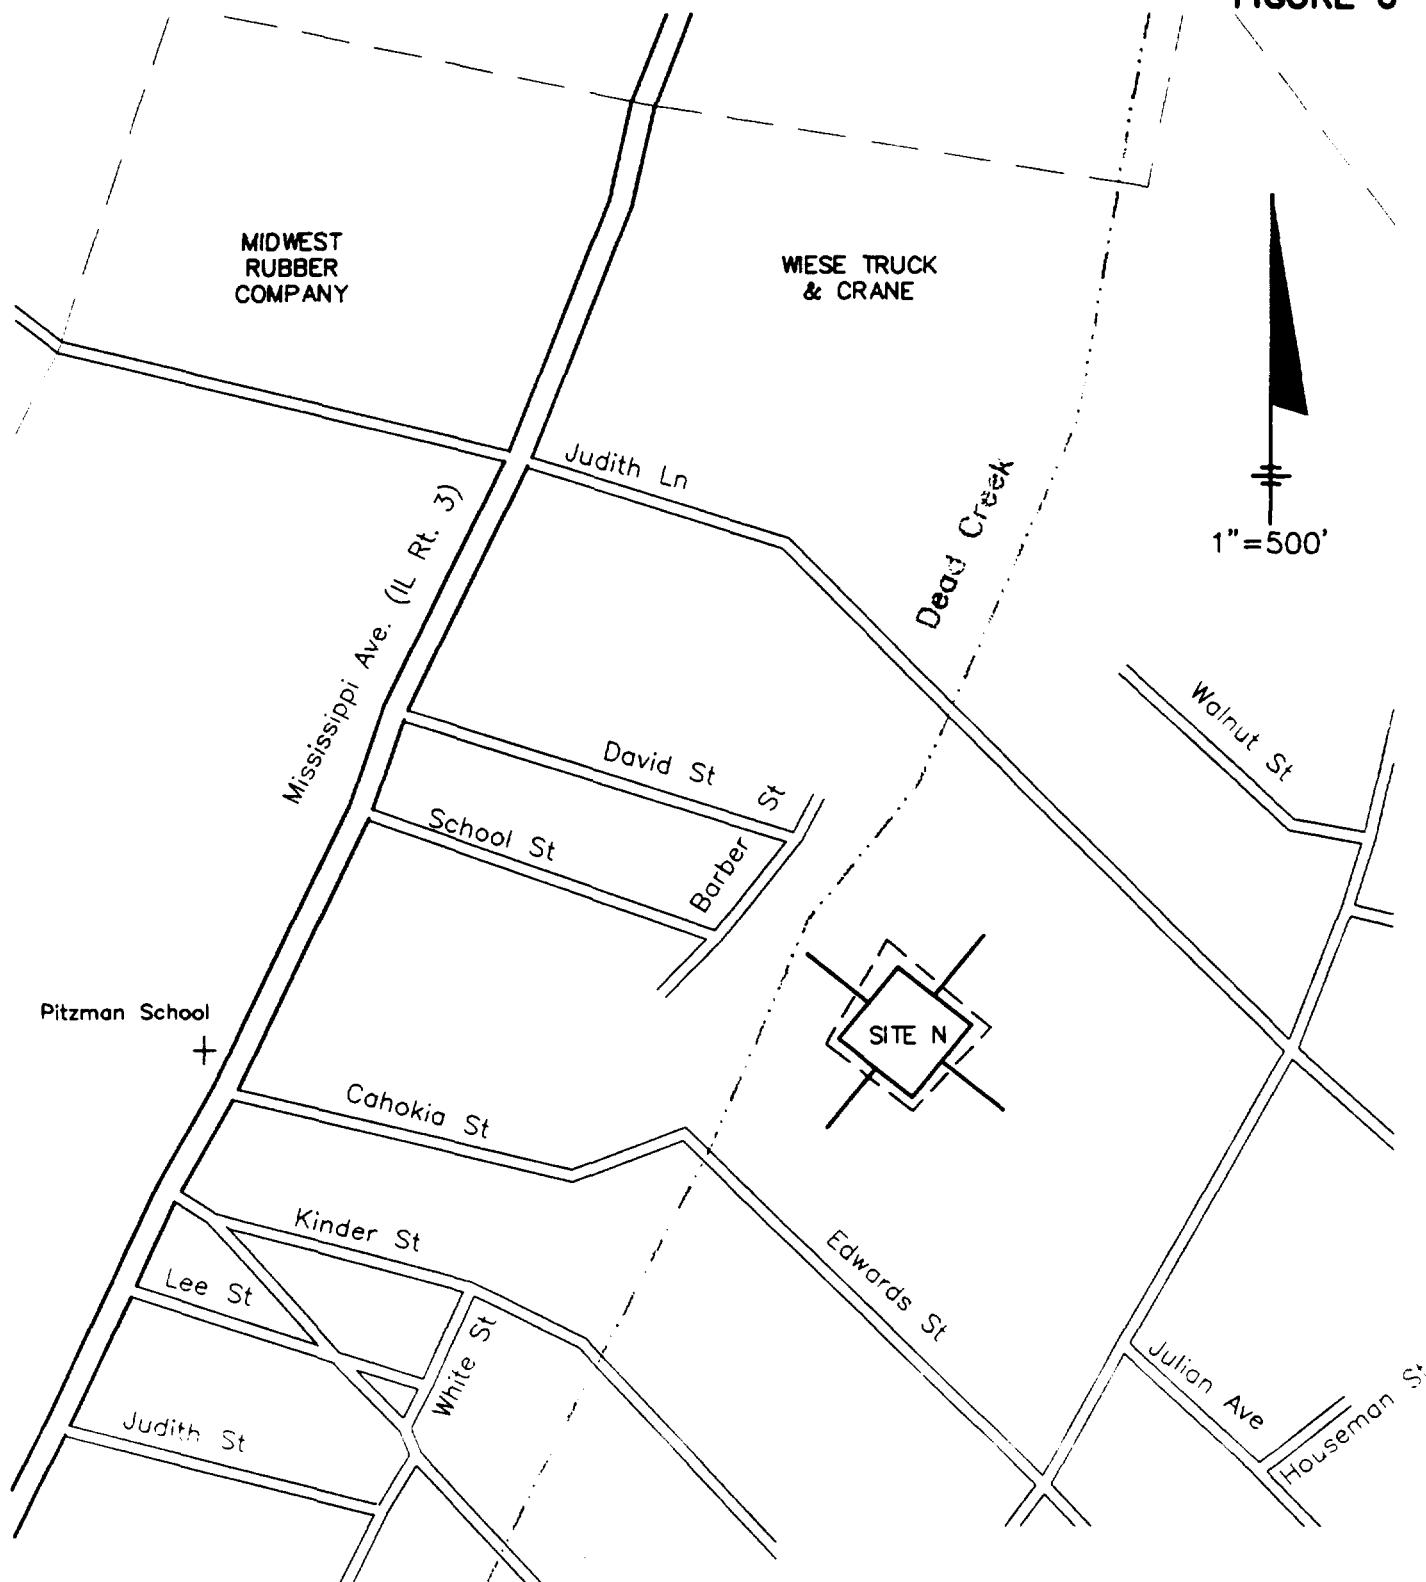 MIDWEST
RUBBER
COMPANY
WIESE TRUCK
& CRANE
Judith Ln
Mississippi Ave. (IL Rt. 3)
Dead Creek
1"=500'
Walnut St
David St
School St
Barber St
Pitzman School
SITE N
Cahokia St
Kinder St
Lee St
White St
Edwards St
Judith St
Julian Ave
Houseman St